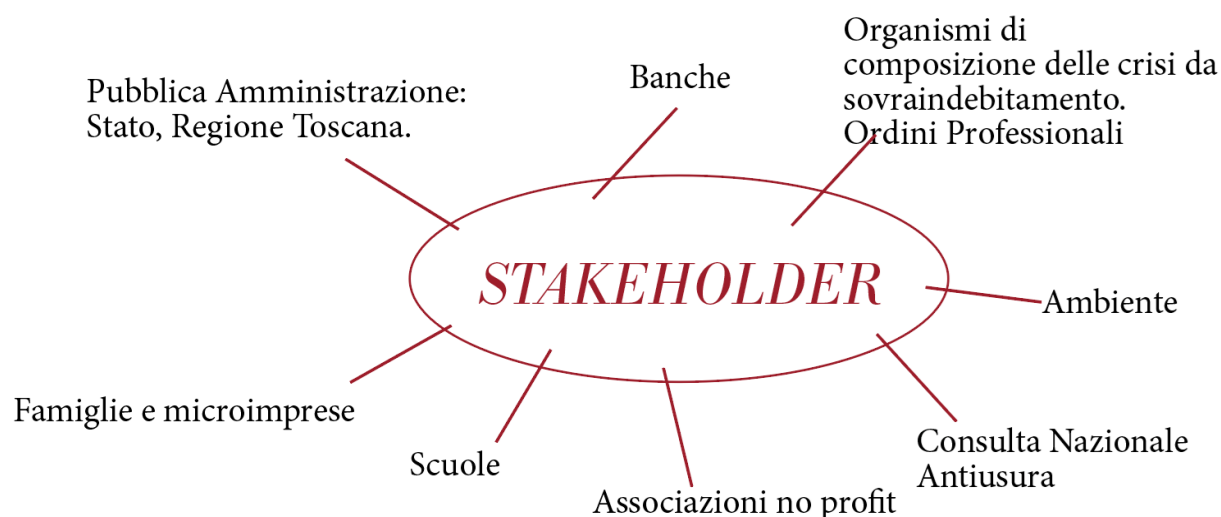 Pubblica Amministrazione:
Stato, Regione Toscana.
Banche
Organismi di
composizione delle crisi da
sovraindebitamento.
Ordini Professionali
STAKEHOLDER
Ambiente
Famiglie e microimprese
Scuole
Associazioni no profit
Consulta Nazionale
Antiusura